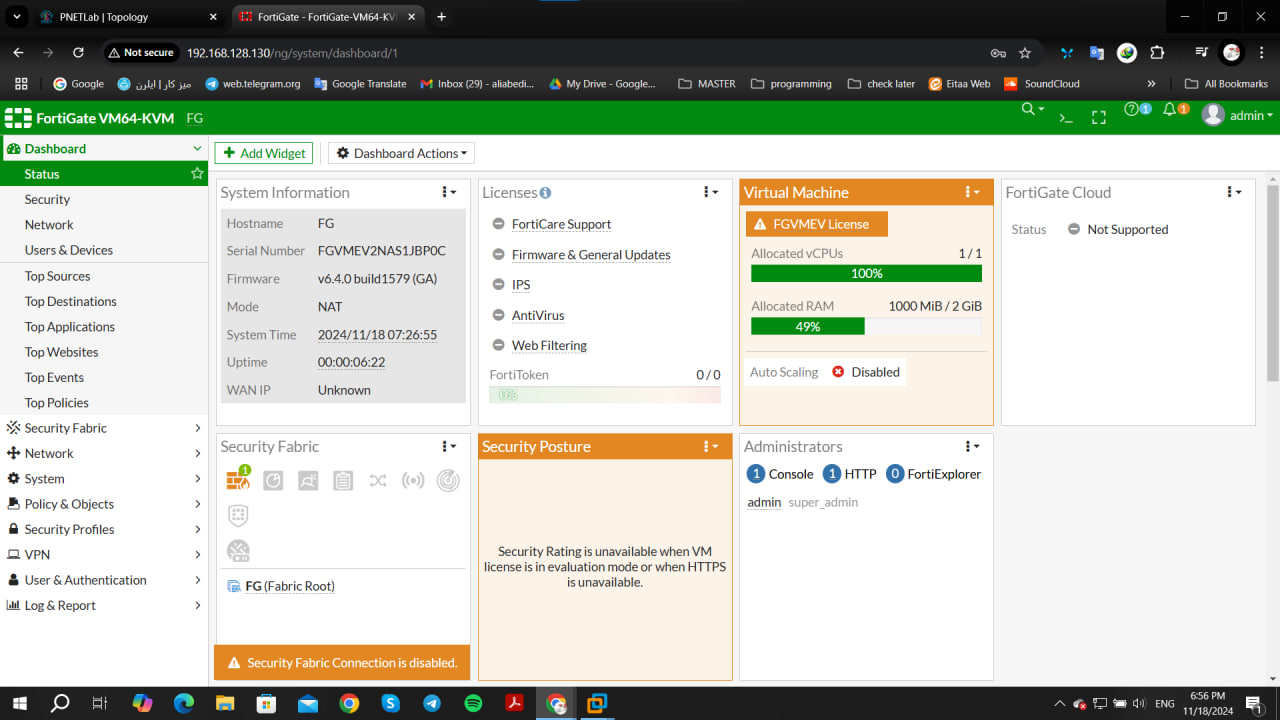 PNETLab | Topology
FortiGate - FortiGate-VM64-KV
Not secure
192.168.128.130/ng/system/dashboard/1
Google
میز کار | ایلرن
web.telegram.org
Google Translate
Inbox (29) - aliabedi...
My Drive - Google...
MASTER
programming
check later
Eitaa Web
SoundCloud
»
All Bookmarks
FortiGate VM64-KVM
FG
1
1
admin
Dashboard
Status
Security
Network
Users & Devices
Top Sources
Top Destinations
Top Applications
Top Websites
Top Events
Top Policies
Security Fabric
Network
System
Policy & Objects
Security Profiles
VPN
User & Authentication
Log & Report
+ Add Widget
Dashboard Actions
System Information
Hostname FG
Serial Number FGVMEV2NAS1JBP0C
Firmware v6.4.0 build1579 (GA)
Mode NAT
System Time 2024/11/18 07:26:55
Uptime 00:00:06:22
WAN IP Unknown
Licenses
FortiCare Support
Firmware & General Updates
IPS
AntiVirus
Web Filtering
FortiToken 0 / 0
0%
Virtual Machine
FGVMEV License
Allocated vCPUs 1 / 1
100%
Allocated RAM 1000 MiB / 2 GiB
49%
Auto Scaling Disabled
FortiGate Cloud
Status Not Supported
Security Fabric
1
FG (Fabric Root)
Security Fabric Connection is disabled.
Security Posture
Security Rating is unavailable when VM
license is in evaluation mode or when HTTPS
is unavailable.
Administrators
1 Console 1 HTTP 0 FortiExplorer
admin super_admin
ENG
6:56 PM
11/18/2024
1